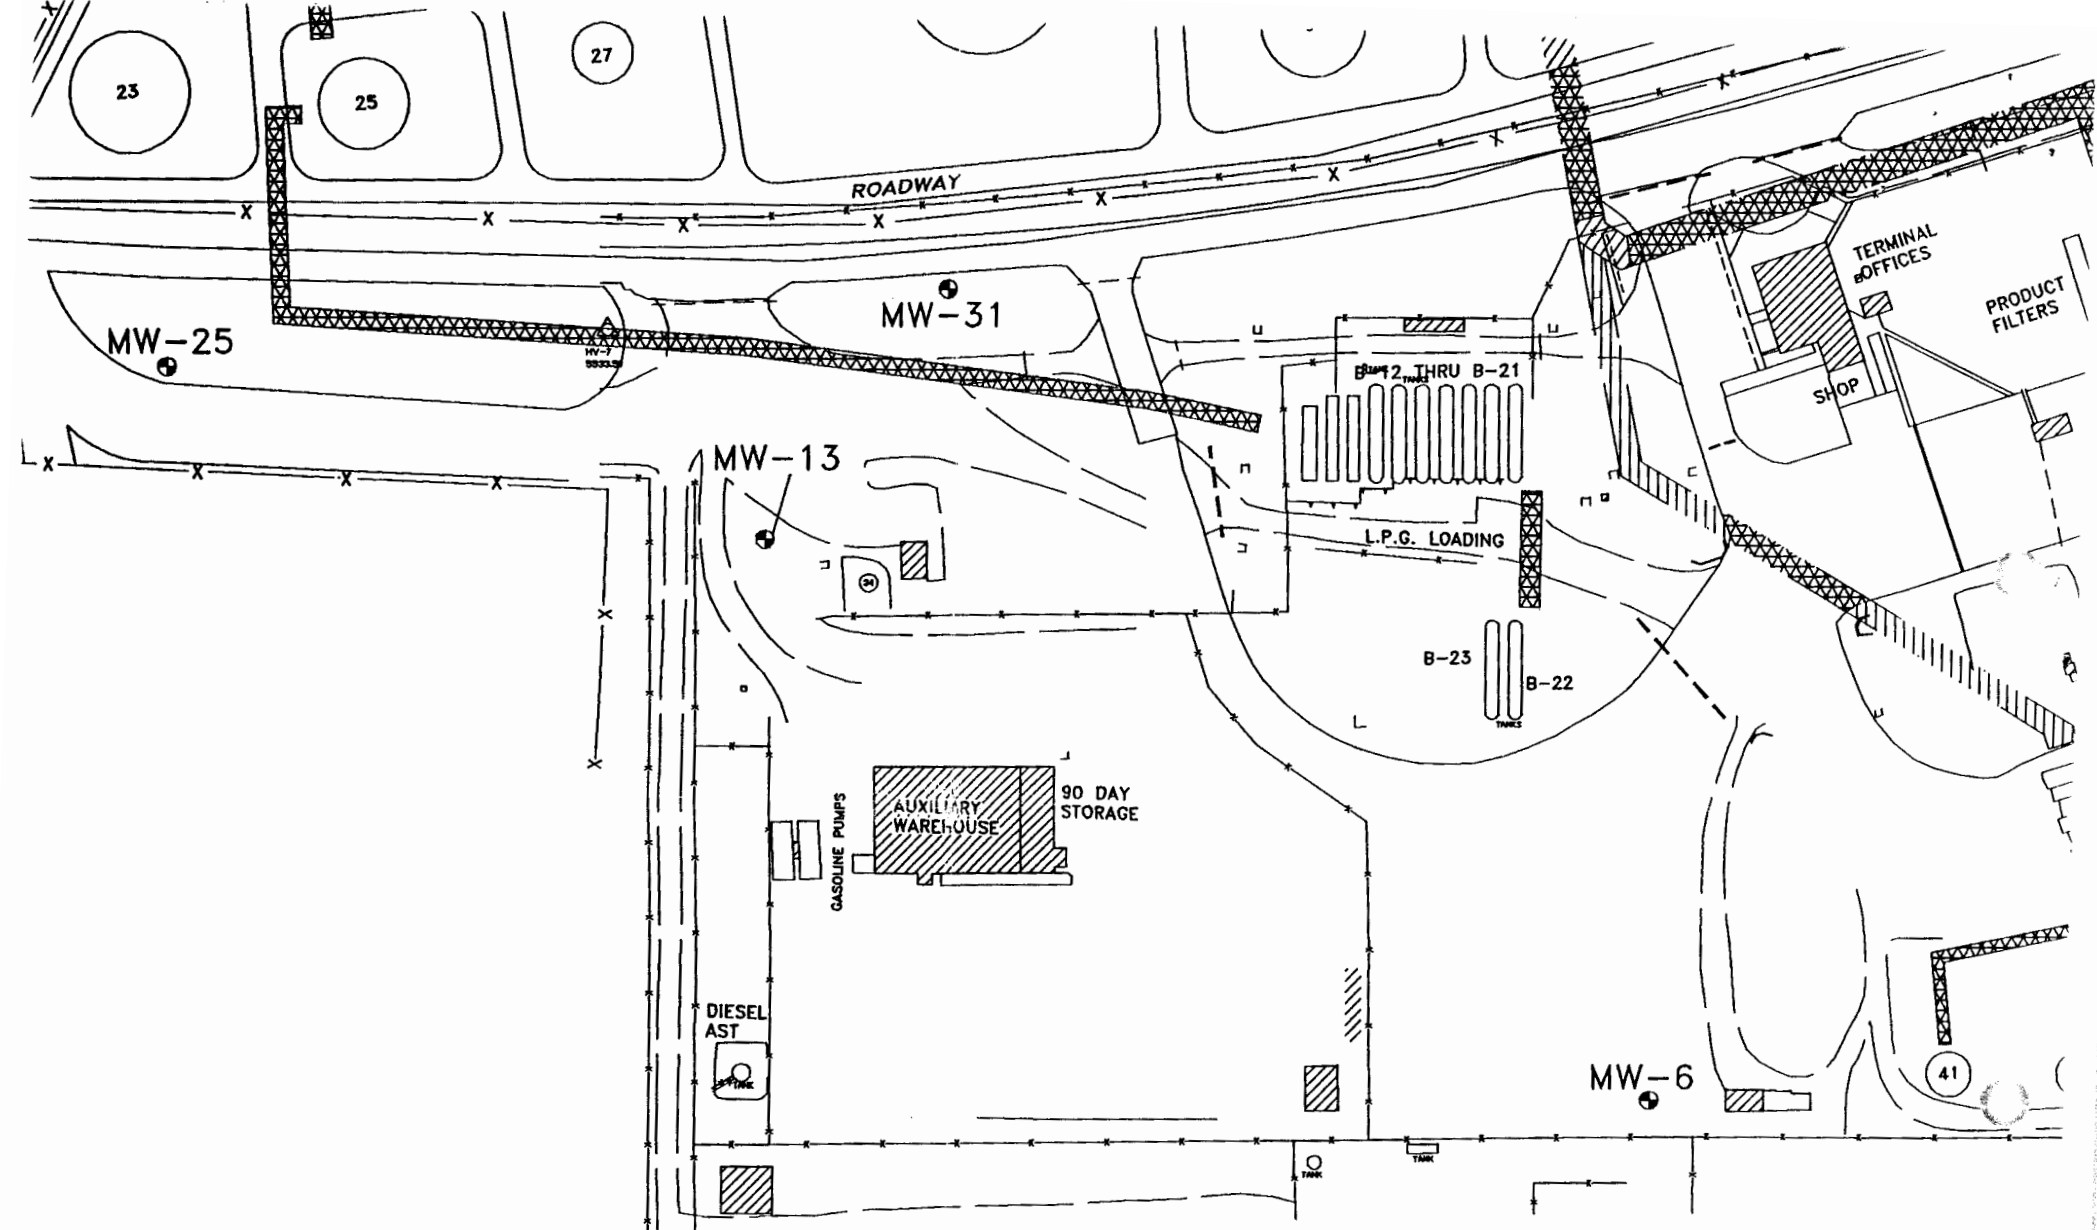 27
23
25
ROADWAY
TERMINAL
OFFICES
PRODUCT
FILTERS
MW-31
MW-25
HV-7
B-12 THRU B-21
TANKS
SHOP
MW-13
L.P.G. LOADING
24
B-23
B-22
TANKS
90 DAY
STORAGE
AUXILIARY
WAREHOUSE
GASOLINE PUMPS
DIESEL
AST
TANK
MW-6
41
TANK
TANK